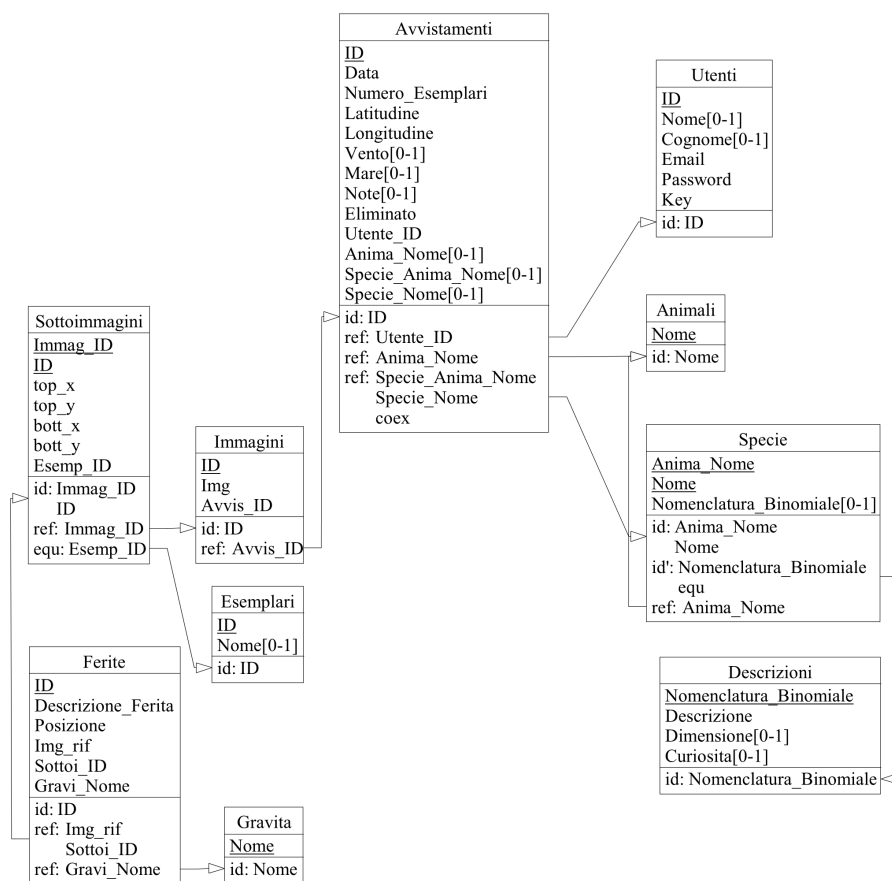 Avvistamenti
ID
Data
Numero_Esemplari
Latitudine
Longitudine
Vento[0-1]
Mare[0-1]
Note[0-1]
Eliminato
Utente_ID
Anima_Nome[0-1]
Specie_Anima_Nome[0-1]
Specie_Nome[0-1]
id: ID
ref: Utente_ID
ref: Anima_Nome
ref: Specie_Anima_Nome
Specie_Nome
coex
Utenti
ID
Nome[0-1]
Cognome[0-1]
Email
Password
Key
id: ID
Animali
Nome
id: Nome
Sottoimmagini
Immag_ID
ID
top_x
top_y
bott_x
bott_y
Esemp_ID
id: Immag_ID
ID
ref: Immag_ID
equ: Esemp_ID
Immagini
ID
Img
Avvis_ID
id: ID
ref: Avvis_ID
Specie
Anima_Nome
Nome
Nomenclatura_Binomiale[0-1]
id: Anima_Nome
Nome
id': Nomenclatura_Binomiale
equ
ref: Anima_Nome
Esemplari
ID
Nome[0-1]
id: ID
Ferite
ID
Descrizione_Ferita
Posizione
Img_rif
Sottoi_ID
Gravi_Nome
id: ID
ref: Img_rif
Sottoi_ID
ref: Gravi_Nome
Gravita
Nome
id: Nome
Descrizioni
Nomenclatura_Binomiale
Descrizione
Dimensione[0-1]
Curiosita[0-1]
id: Nomenclatura_Binomiale